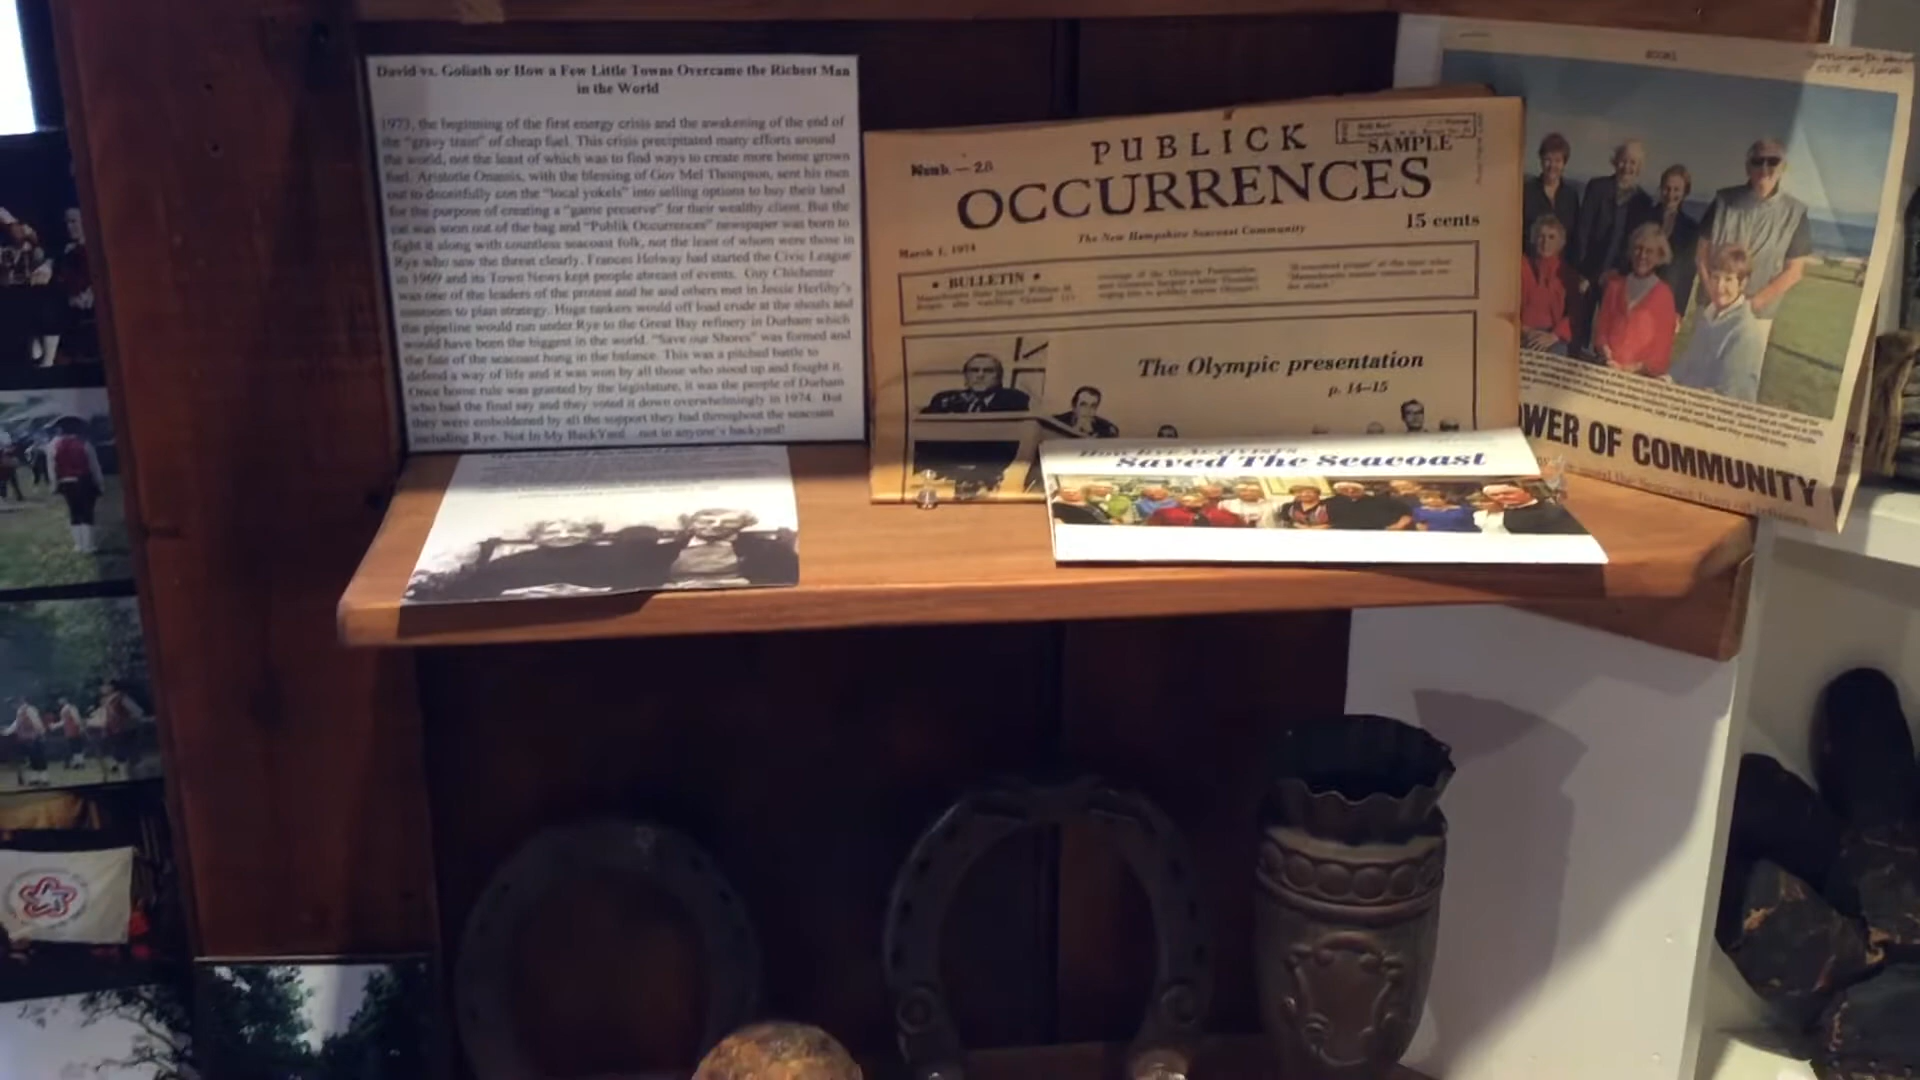 David vs. Goliath or How a Few Little Towns Overcame the Richest Man
in the World
1973, the beginning of the first energy crisis and the awakening of the end of
the "gravy train" of cheap fuel. This crisis precipitated many efforts around
the world, not the least of which was to find ways to create more home grown
fuel. Aristotle Onassis, with the blessing of Gov Mel Thompson, sent his men
out to deceitfully con the "local yokels" into selling options to buy their land
for the purpose of creating a "game preserve" for their wealthy client. But the
cat was soon out of the bag and "Publik Occurrences" newspaper was born to
fight it along with countless seacoast folk, not the least of whom were those in
Rye who saw the threat clearly. Frances Holway had started the Civic League
in 1969 and its Town News kept people abreast of events. Guy Chichester
was one of the leaders of the protest and he and others met in Jessie Herlihy's
to plan strategy. Huge tankers would off load crude at the shoals and
the pipeline would run under Rye to the Great Bay refinery in Durham which
would have been the biggest in the world. "Save our Shores" was formed and
the fate of the seacoast hung in the balance. This was a pitched battle to
defend a way of life and it was won by all those who stood up and fought it.
Once home rule was granted by the legislature, it was the people of Durham
who had the final say and they voted it down overwhelmingly in 1974. But
they were emboldened by all the support they had throughout the seacoast
including Rye. Not In My BackYard ...not in anyone's backyard!
PUBLICK
SAMPLE
Numb. — 28
OCCURRENCES
15 cents
The New Hampshire Seacoast Community
March 1, 1974
• BULLETIN •
The Olympic presentation
p. 14–15
Saved The Seacoast
OWER OF COMMUNITY